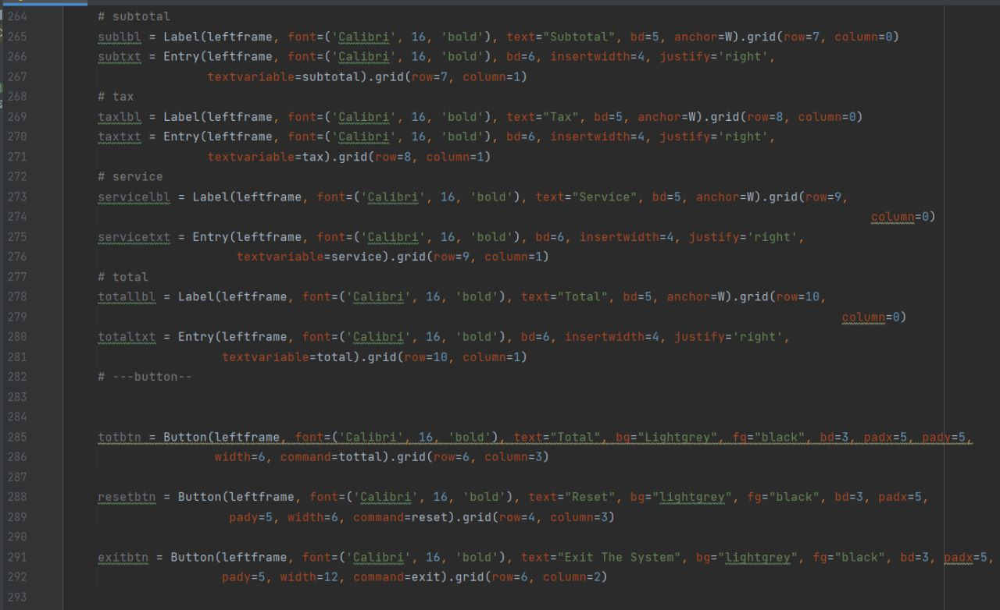 264 # subtotal
265 sublbl = Label(leftframe, font=('Calibri', 16, 'bold'), text="Subtotal", bd=5, anchor=W).grid(row=7, column=0)
266 subtxt = Entry(leftframe, font=('Calibri', 16, 'bold'), bd=6, insertwidth=4, justify='right',
267 textvariable=subtotal).grid(row=7, column=1)
268 # tax
269 taxlbl = Label(leftframe, font=('Calibri', 16, 'bold'), text="Tax", bd=5, anchor=W).grid(row=8, column=0)
270 taxtxt = Entry(leftframe, font=('Calibri', 16, 'bold'), bd=6, insertwidth=4, justify='right',
271 textvariable=tax).grid(row=8, column=1)
272 # service
273 servicelbl = Label(leftframe, font=('Calibri', 16, 'bold'), text="Service", bd=5, anchor=W).grid(row=9,
274 column=0)
275 servicetxt = Entry(leftframe, font=('Calibri', 16, 'bold'), bd=6, insertwidth=4, justify='right',
276 textvariable=service).grid(row=9, column=1)
277 # total
278 totallbl = Label(leftframe, font=('Calibri', 16, 'bold'), text="Total", bd=5, anchor=W).grid(row=10,
279 column=0)
280 totaltxt = Entry(leftframe, font=('Calibri', 16, 'bold'), bd=6, insertwidth=4, justify='right',
281 textvariable=total).grid(row=10, column=1)
282 # ---button--
283
284
285 totbtn = Button(leftframe, font=('Calibri', 16, 'bold'), text="Total", bg="Lightgrey", fg="black", bd=3, padx=5, pady=5,
286 width=6, command=tottal).grid(row=6, column=3)
287
288 resetbtn = Button(leftframe, font=('Calibri', 16, 'bold'), text="Reset", bg="lightgrey", fg="black", bd=3, padx=5,
289 pady=5, width=6, command=reset).grid(row=4, column=3)
290
291 exitbtn = Button(leftframe, font=('Calibri', 16, 'bold'), text="Exit The System", bg="lightgrey", fg="black", bd=3, padx=5,
292 pady=5, width=12, command=exit).grid(row=6, column=2)
293